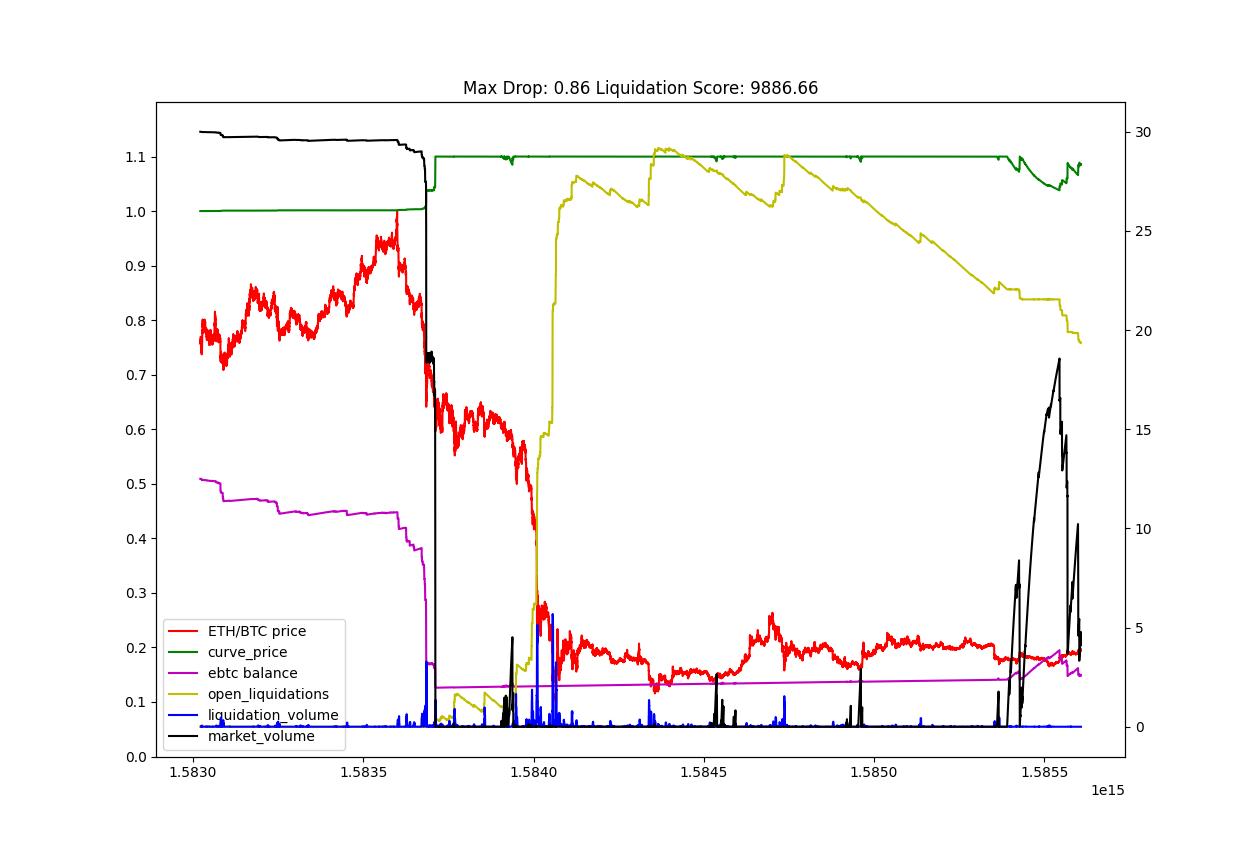 Max Drop: 0.86 Liquidation Score: 9886.66
1.1
1.0
0.9
0.8
0.7
0.6
0.5
0.4
0.3
0.2
0.1
0.0
30
25
20
15
10
5
0
ETH/BTC price
curve_price
ebtc balance
open_liquidations
liquidation_volume
market_volume
1.5830 1.5835 1.5840 1.5845 1.5850 1.5855
1e15